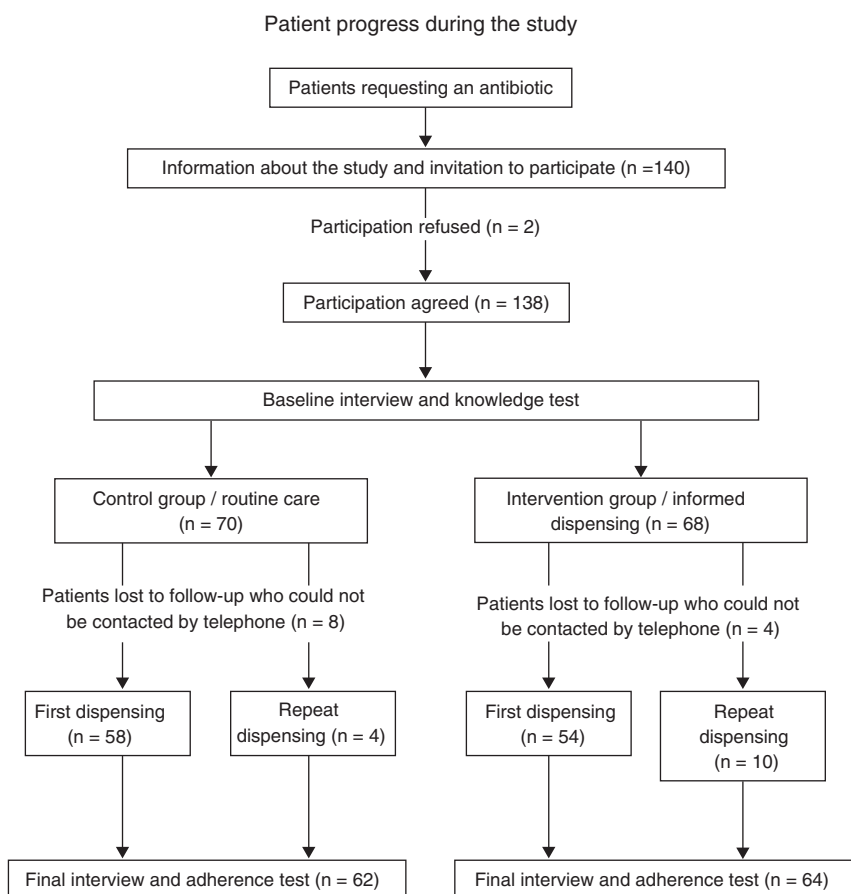 Patient progress during the study
Patients requesting an antibiotic
Information about the study and invitation to participate (n =140)
Participation refused (n = 2)
Participation agreed (n = 138)
Baseline interview and knowledge test
Control group / routine care
(n = 70)
Intervention group / informed
dispensing (n = 68)
Patients lost to follow-up who could not
be contacted by telephone (n = 8)
Patients lost to follow-up who could not
be contacted by telephone (n = 4)
First dispensing
(n = 58)
Repeat
dispensing (n = 4)
First dispensing
(n = 54)
Repeat
dispensing
(n = 10)
Final interview and adherence test (n = 62)
Final interview and adherence test (n = 64)